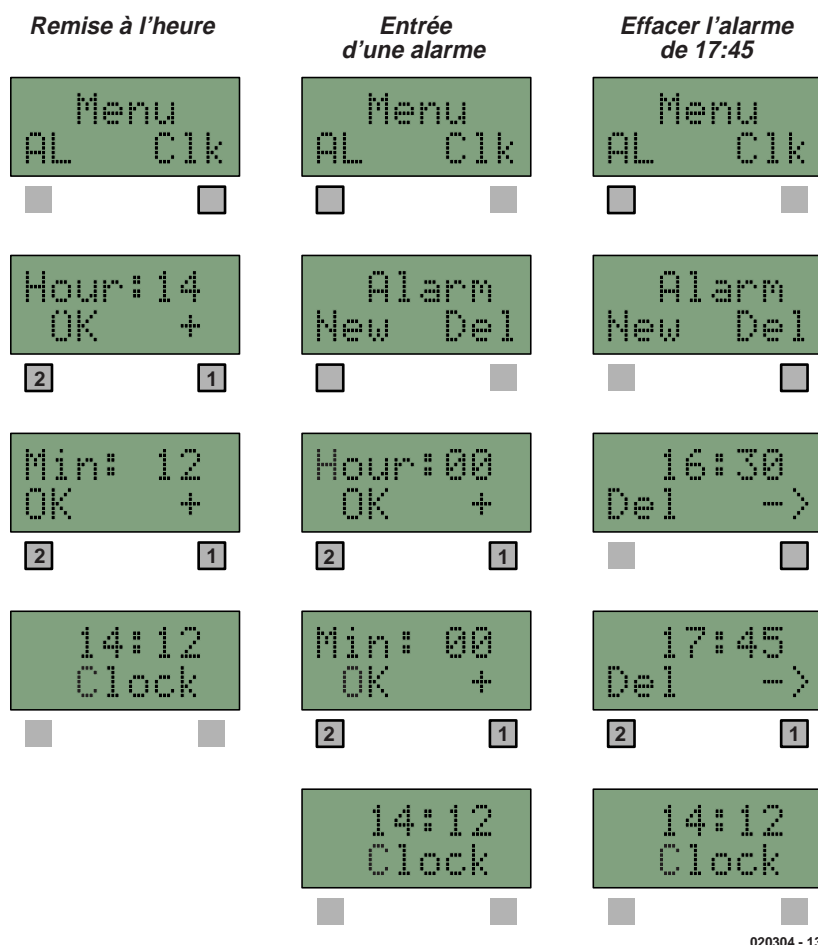 Remise à l'heure
Menu
AL Clk
Hour:14
OK +
2 1
Min: 12
OK +
2 1
14:12
Clock
Entrée
d'une alarme
Menu
AL Clk
Alarm
New Del
Hour:00
OK +
2 1
Min: 00
OK +
2 1
14:12
Clock
Effacer l'alarme
de 17:45
Menu
AL Clk
Alarm
New Del
16:30
Del ->
17:45
Del ->
2 1
14:12
Clock
020304 - 13